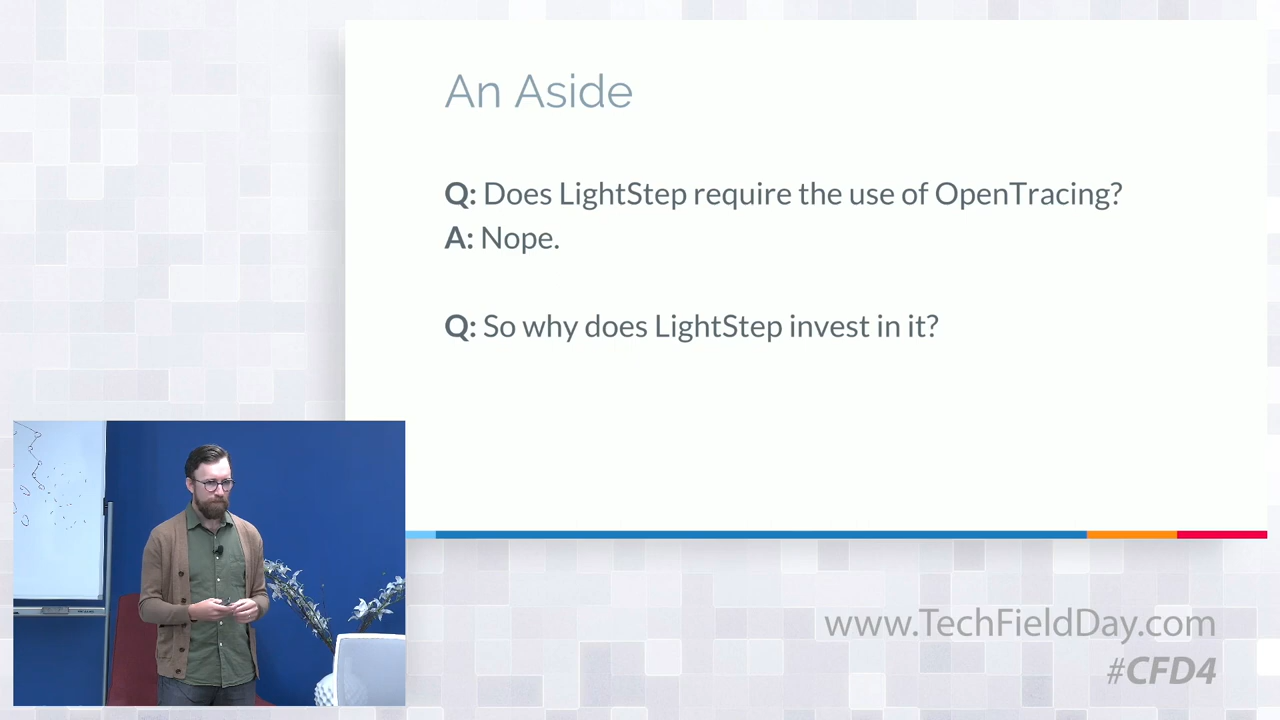 An Aside
Q: Does LightStep require the use of OpenTracing?
A: Nope.
Q: So why does LightStep invest in it?
www.TechFieldDay.com
#CFD4